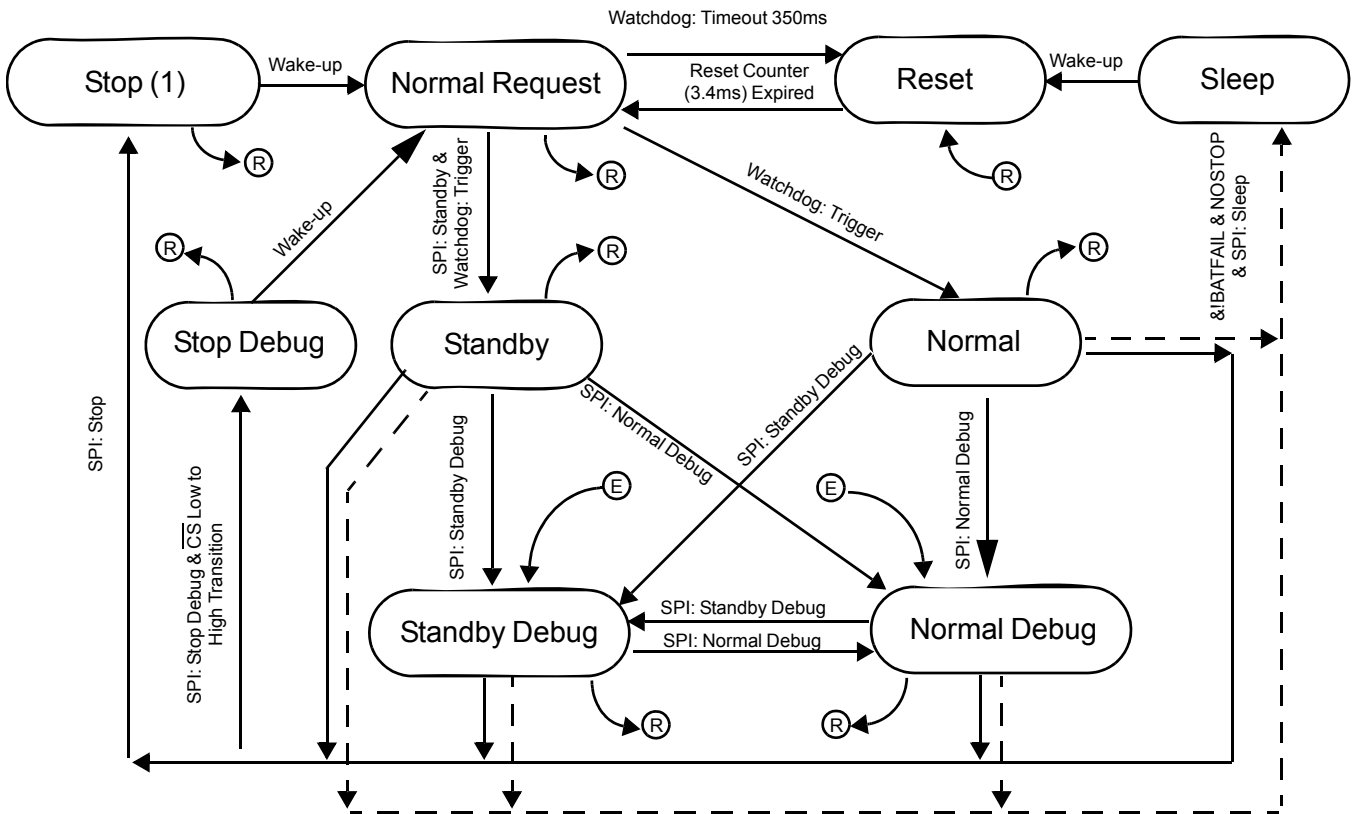 Watchdog: Timeout 350ms
Stop (1)
Wake-up
Normal Request
Reset Counter
(3.4ms) Expired
Reset
Wake-up
Sleep
R
R
R
SPI: Standby &
Watchdog: Trigger
Watchdog: Trigger
&!BATFAIL & NOSTOP
& SPI: Sleep
Wake-up
R
R
R
Stop Debug
Standby
Normal
SPI: Stop
SPI: Stop Debug & CS Low to
High Transition
SPI: Standby Debug
SPI: Normal Debug
SPI: Standby Debug
SPI: Normal Debug
E
E
Standby Debug
SPI: Standby Debug
SPI: Normal Debug
Normal Debug
R
R